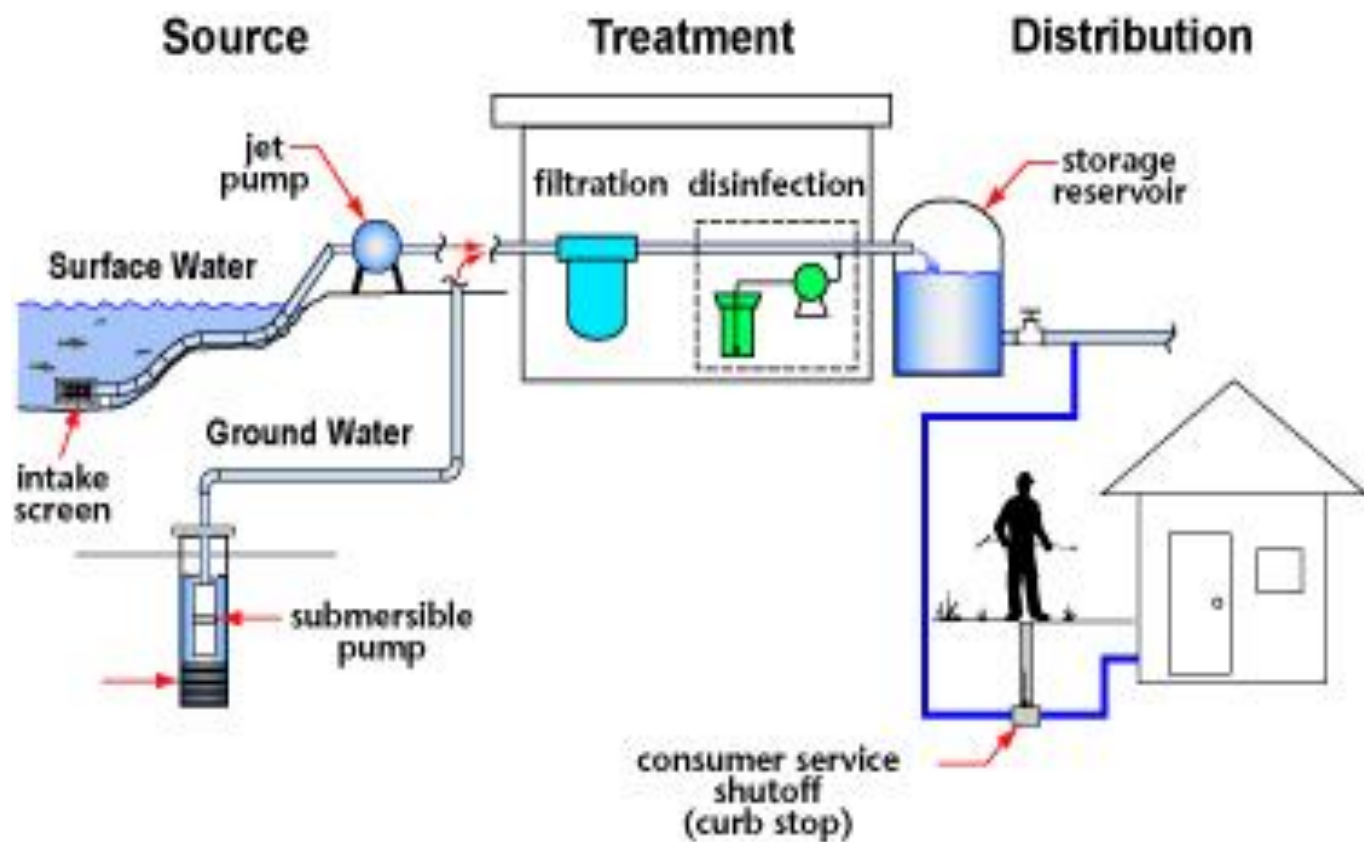 Source
Treatment
Distribution
jet
pump
filtration
disinfection
storage
reservoir
Surface Water
Ground Water
intake
screen
submersible
pump
consumer service
shutoff
(curb stop)